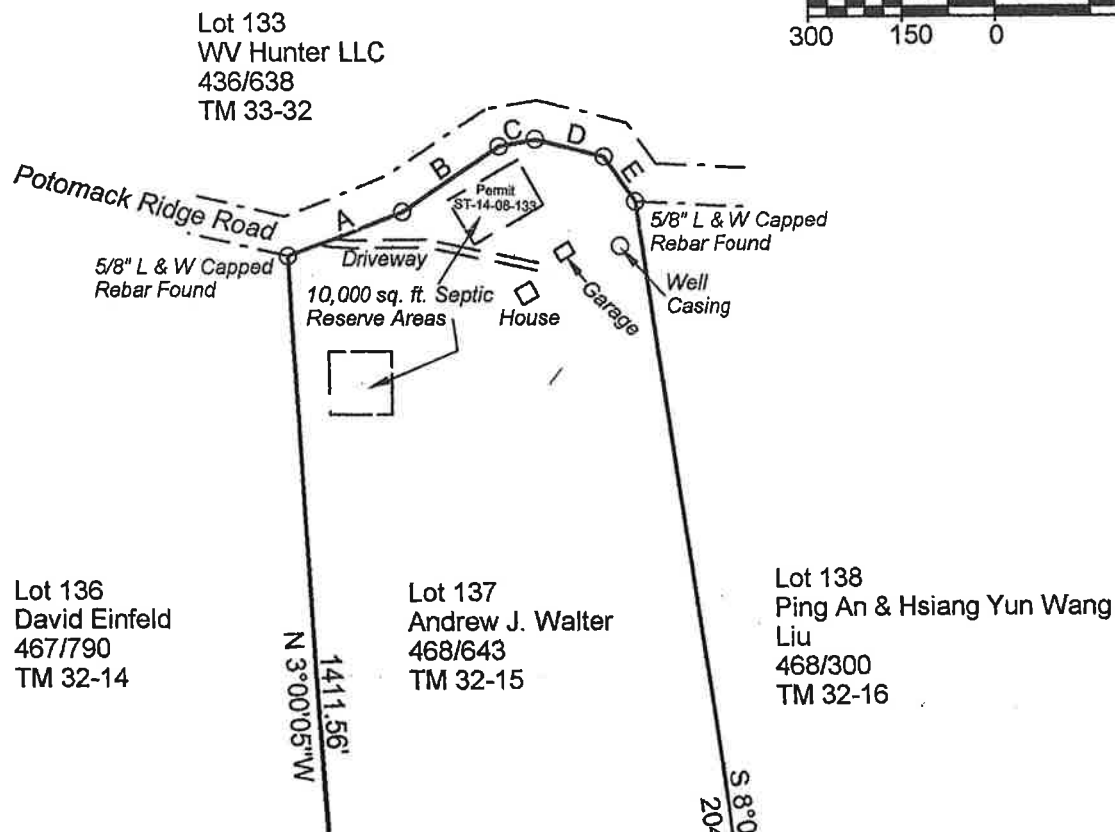 300 150 0
Lot 133
WV Hunter LLC
436/638
TM 33-32
Potomack Ridge Road
A
B
C
D
E
Permit
ST-14-08-133
5/8" L & W Capped
Rebar Found
5/8" L & W Capped
Rebar Found
Driveway
10,000 sq. ft. Septic
Reserve Areas
House
Garage
Well
Casing
Lot 136
David Einfeld
467/790
TM 32-14
Lot 137
Andrew J. Walter
468/643
TM 32-15
Lot 138
Ping An & Hsiang Yun Wang
Liu
468/300
TM 32-16
1411.56'
N 3°00'05"W
S 8°0
204